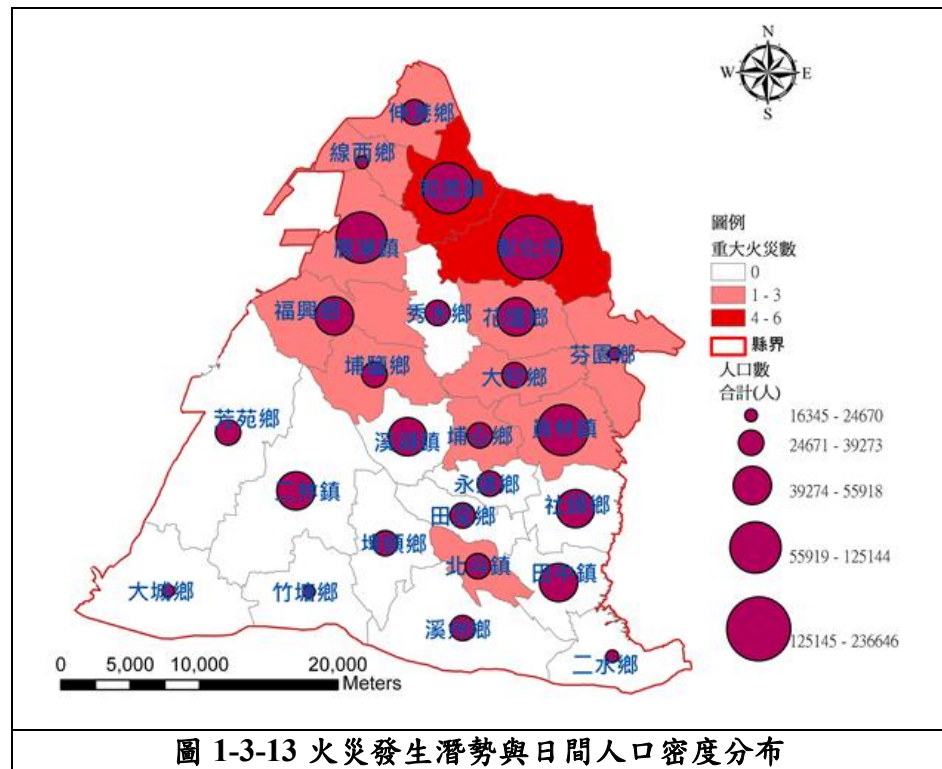 N
W
E
S
伸港鄉
線西鄉
和美鎮
鹿港鎮
彰化市
福興鄉
秀水鄉
花壇鄉
芬園鄉
埔鹽鄉
大村鄉
芳苑鄉
溪湖鎮
埔心鄉
員林鎮
二林鎮
永靖鄉
社頭鄉
田尾鄉
埤頭鄉
北斗鎮
田中鎮
大城鄉
竹塘鄉
溪州鄉
二水鄉
圖例
重大火災數
0
1 - 3
4 - 6
縣界
人口數
合計(人)
16345 - 24670
24671 - 39273
39274 - 55918
55919 - 125144
125145 - 236646
0 5,000 10,000 20,000
Meters
圖 1-3-13 火災發生潛勢與日間人口密度分布